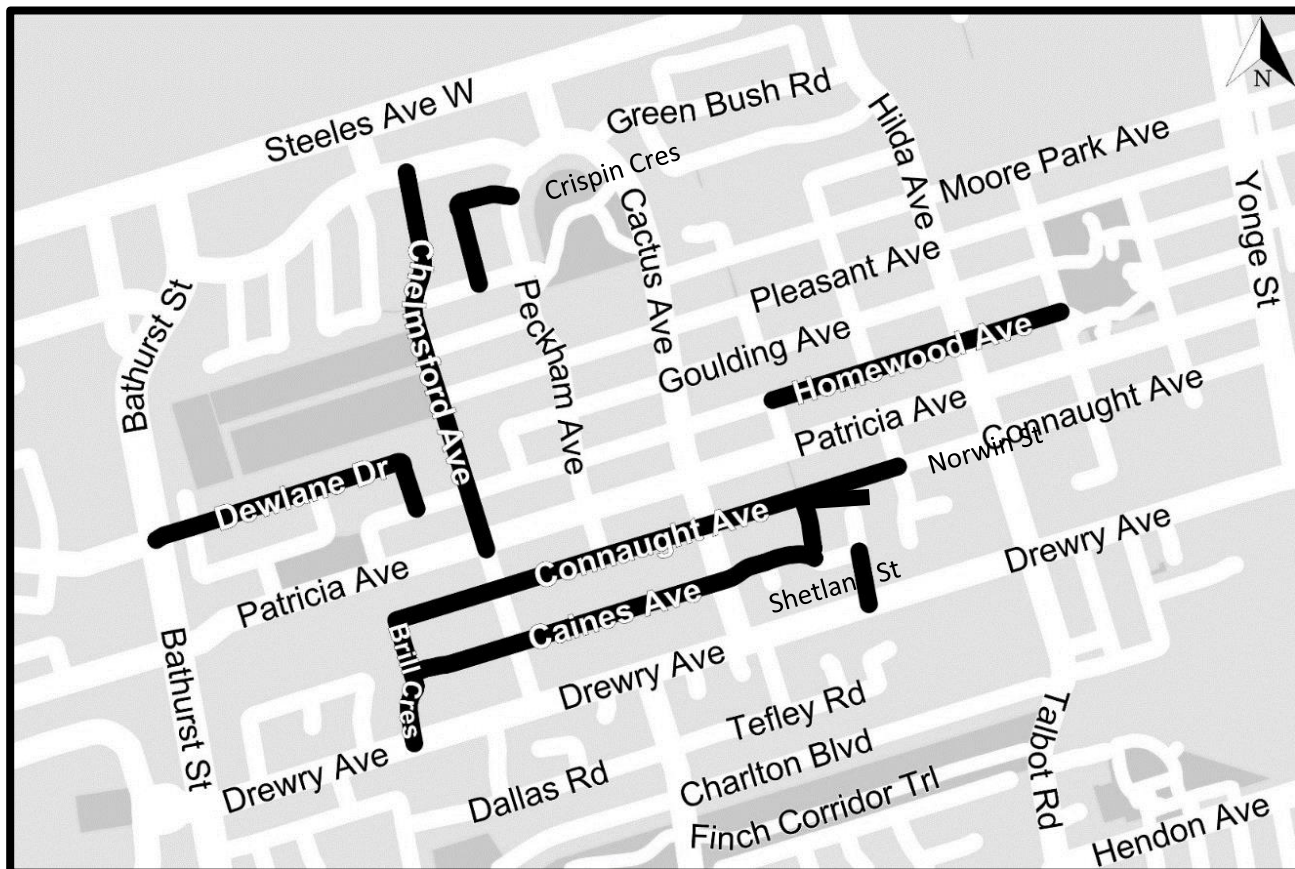 Steeles Ave W
Green Bush Rd
Hilda Ave
N
Moore Park Ave
Crispin Cres
Yonge St
Cactus Ave
Chelmsford Ave
Bathurst St
Peckham Ave
Pleasant Ave
Goulding Ave
Homewood Ave
Patricia Ave
Connaught Ave
Norwin St
Dewlane Dr
Connaught Ave
Drewry Ave
Patricia Ave
Shetland St
Caines Ave
Brill Cres
Bathurst St
Drewry Ave
Tefley Rd
Talbot Rd
Drewry Ave
Dallas Rd
Charlton Blvd
Finch Corridor Trl
Hendon Ave